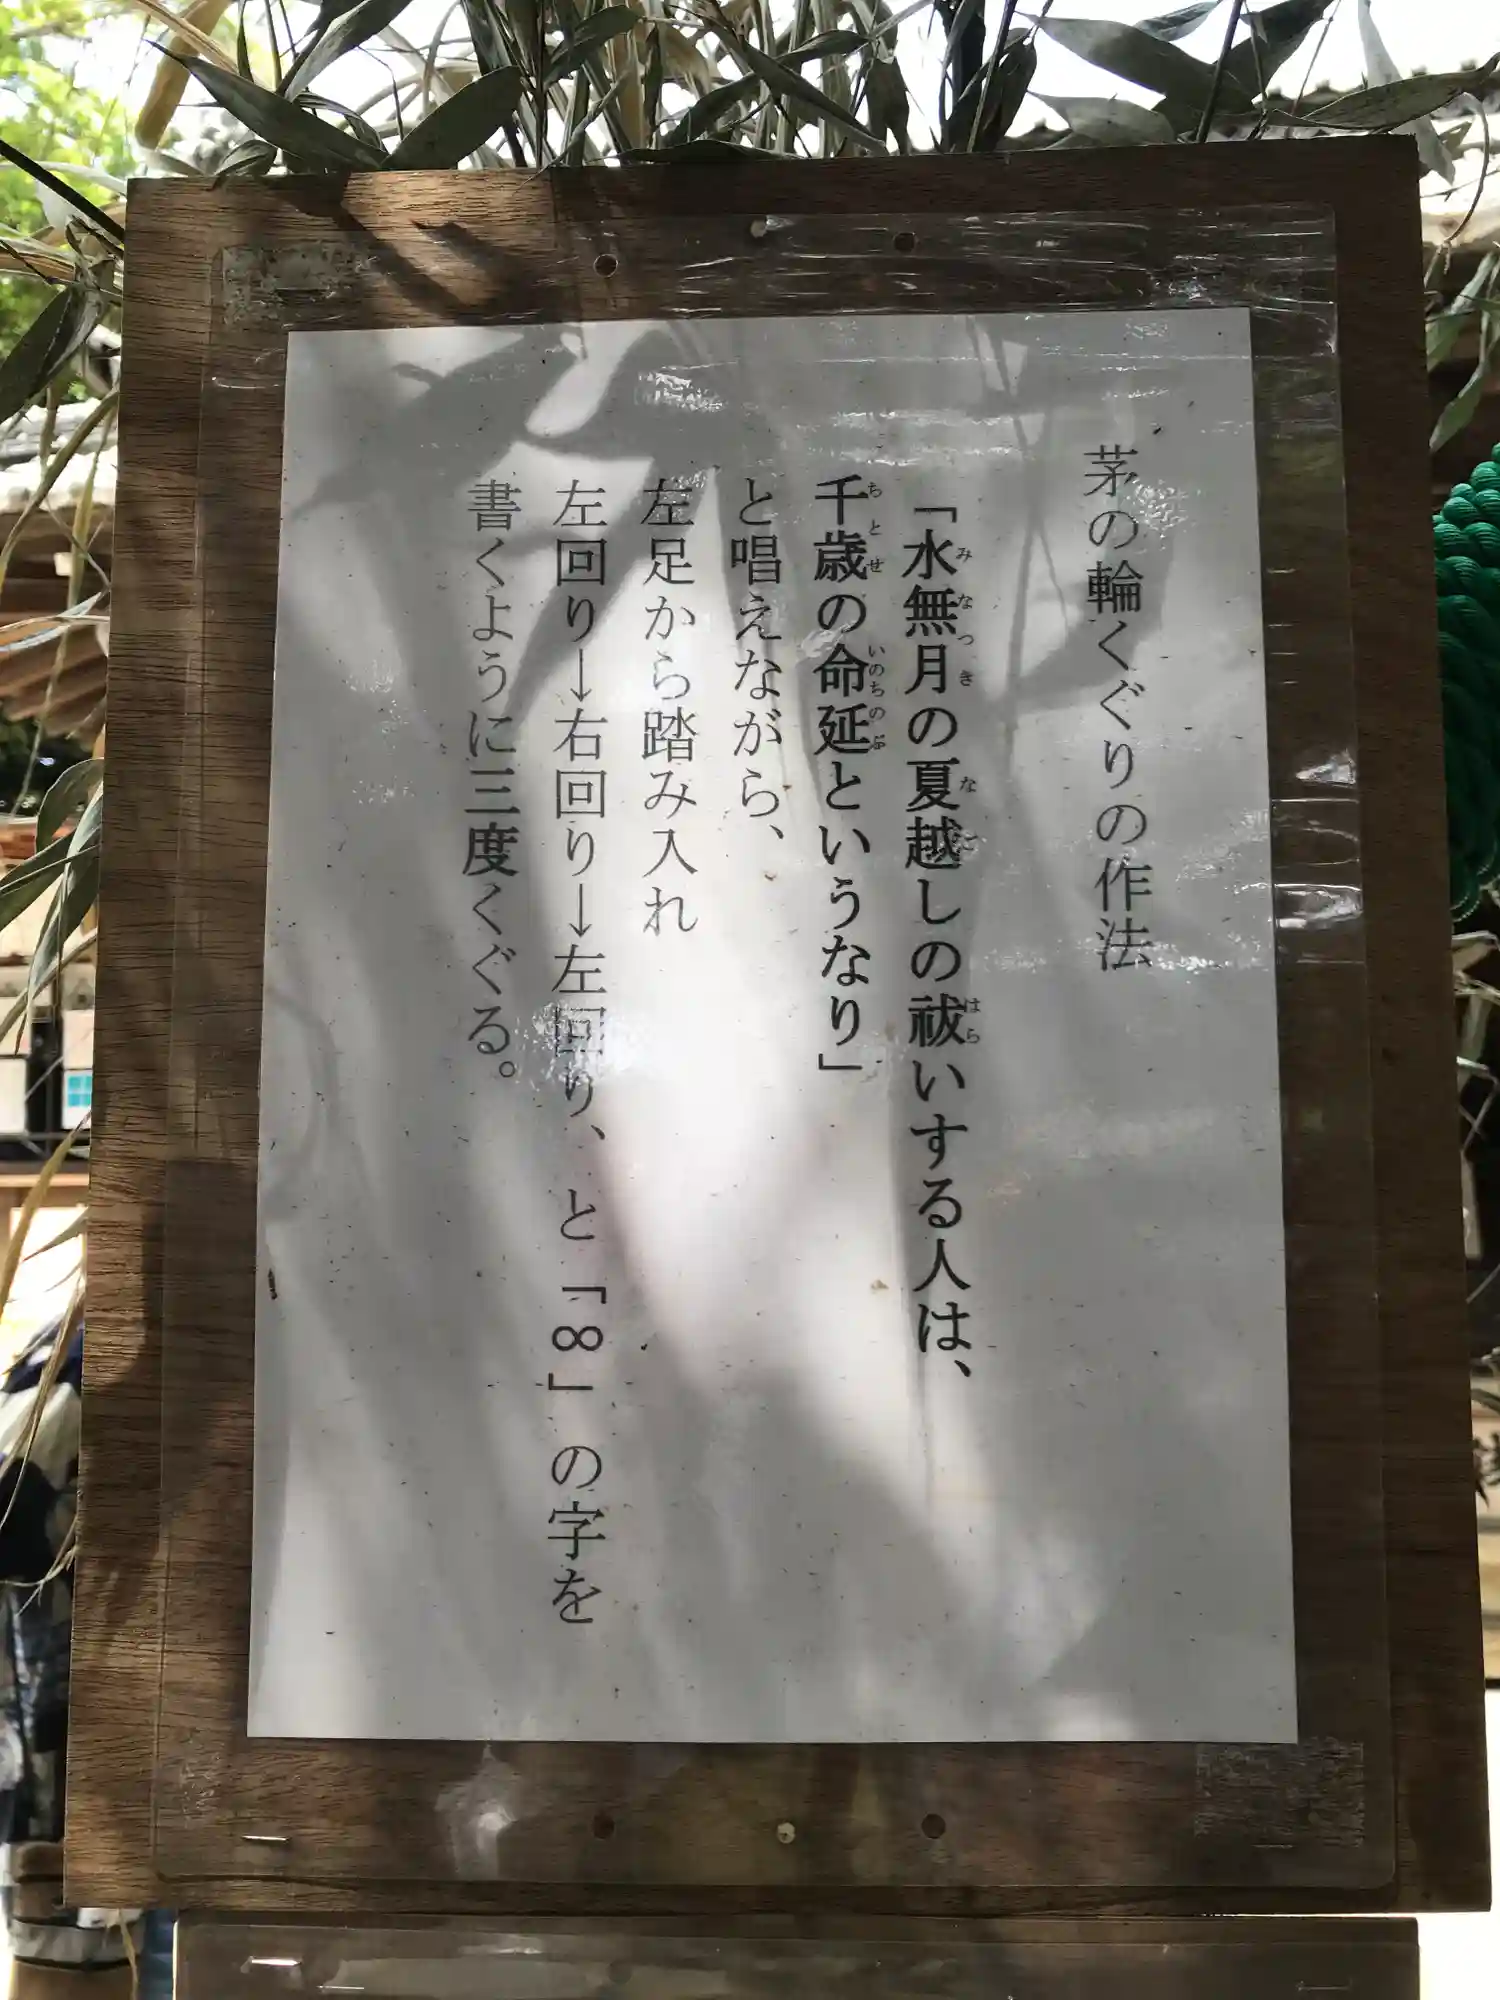 茅の輪くぐりの作法
「水無月の夏越しの祓いする人は、
千歳の命延というなり」
と唱えながら、
左足から踏み入れ
左回り→右回り→左回り、と「8」の字を
書くように三度くぐる。